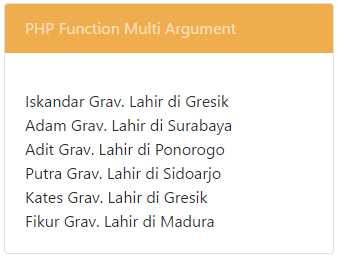 PHP Function Multi Argument
Iskandar Grav. Lahir di Gresik
Adam Grav. Lahir di Surabaya
Adit Grav. Lahir di Ponorogo
Putra Grav. Lahir di Sidoarjo
Kates Grav. Lahir di Gresik
Fikur Grav. Lahir di Madura